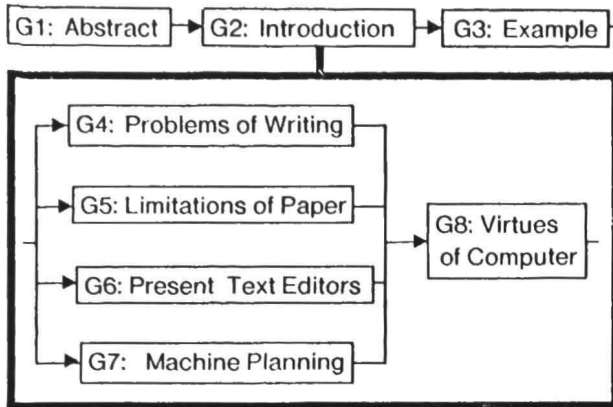 G1: Abstract
G2: Introduction
G3: Example
G4: Problems of Writing
G5: Limitations of Paper
G6: Present Text Editors
G7: Machine Planning
G8: Virtues
of Computer